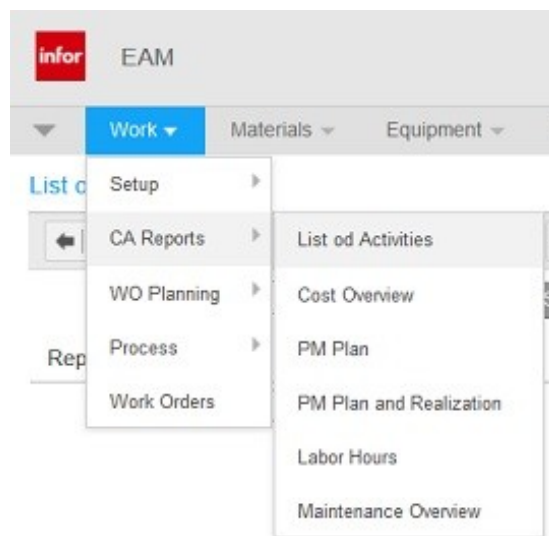 infor EAM
Work Materials Equipment
List o
Setup
CA Reports
List od Activities
WO Planning
Cost Overview
Rep
Process
PM Plan
Work Orders
PM Plan and Realization
Labor Hours
Maintenance Overview